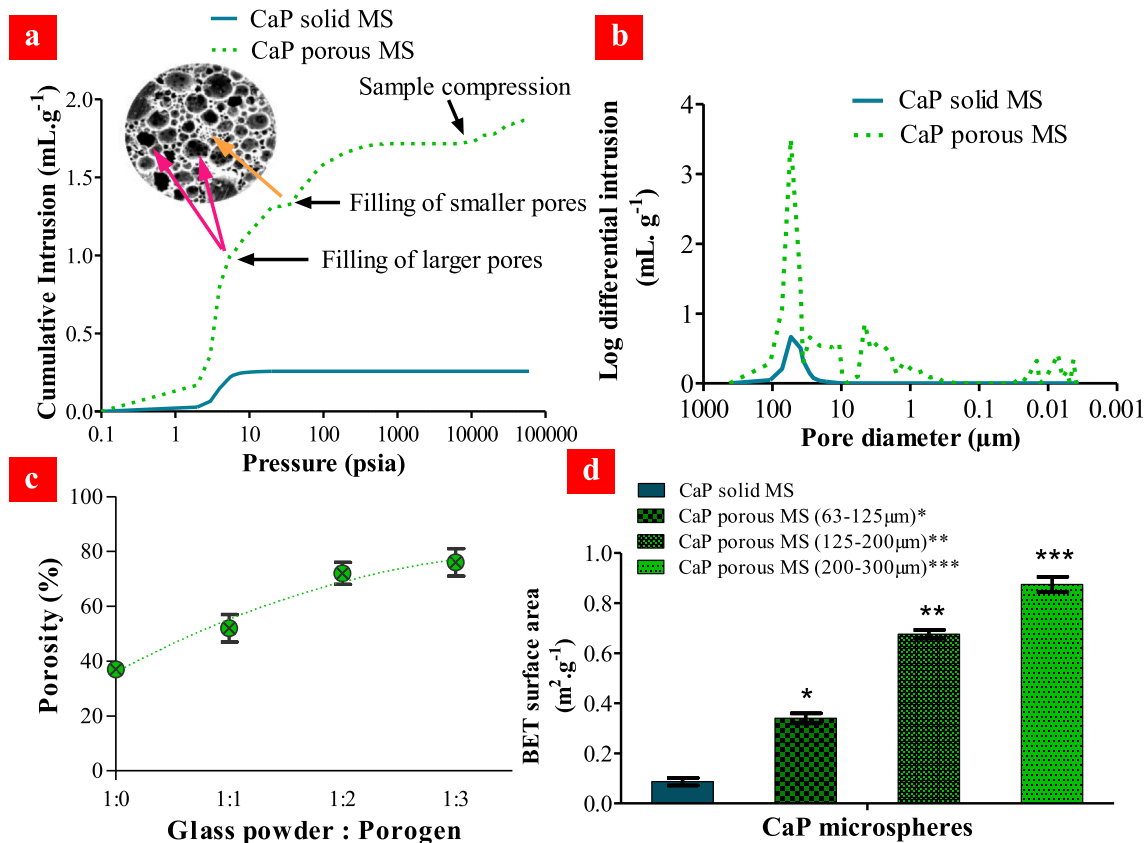 a
CaP solid MS
CaP porous MS
Cumulative Intrusion (mL.g-1)
2.0
1.5
1.0
0.5
0.0
Sample compression
Filling of smaller pores
Filling of larger pores
0.1
1
10
100
1000
10000
100000
Pressure (psia)
b
CaP solid MS
CaP porous MS
Log differential intrusion
(mL. g-1)
4
3
2
1
0
1000
100
10
1
0.1
0.01
0.001
Pore diameter (µm)
c
Porosity (%)
100
80
60
40
20
0
1:0
1:1
1:2
1:3
Glass powder : Porogen
d
CaP solid MS
CaP porous MS (63-125µm)*
CaP porous MS (125-200µm)**
CaP porous MS (200-300µm)***
BET surface area
(m2.g-1)
1.0
0.8
0.6
0.4
0.2
0.0
*
**
***
CaP microspheres